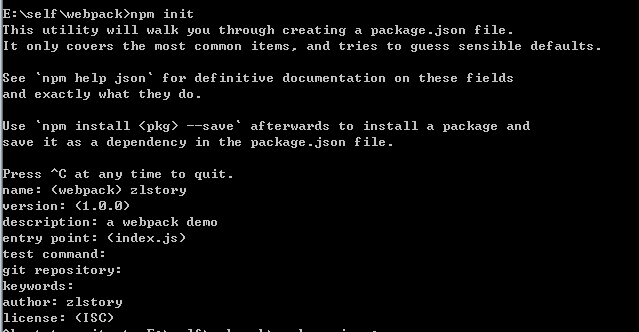 E:\self\webpack>npm init
This utility will walk you through creating a package.json file.
It only covers the most common items, and tries to guess sensible defaults.
See `npm help json` for definitive documentation on these fields
and exactly what they do.
Use `npm install <pkg> --save` afterwards to install a package and
save it as a dependency in the package.json file.
Press ^C at any time to quit.
name: (webpack) zlstory
version: (1.0.0)
description: a webpack demo
entry point: (index.js)
test command:
git repository:
keywords:
author: zlstory
license: (ISC)